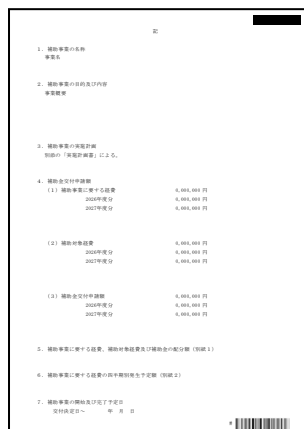 記
1．補助事業の名称
事業名
2．補助事業の目的及び内容
事業概要
3．補助事業の実施計画
別添の「実施計画書」による。
4．補助金交付申請額
（1）補助事業に要する経費 0,000,000 円
2026年度分 0,000,000 円
2027年度分 0,000,000 円
（2）補助対象経費 0,000,000 円
2026年度分 0,000,000 円
2027年度分 0,000,000 円
（3）補助金交付申請額 0,000,000 円
2026年度分 0,000,000 円
2027年度分 0,000,000 円
5．補助事業に要する経費、補助対象経費及び補助金の配分額（別紙1）
6．補助事業に要する経費の四半期別発生予定額（別紙2）
7．補助事業の開始及び完了予定日
交付決定日～ 年 月 日